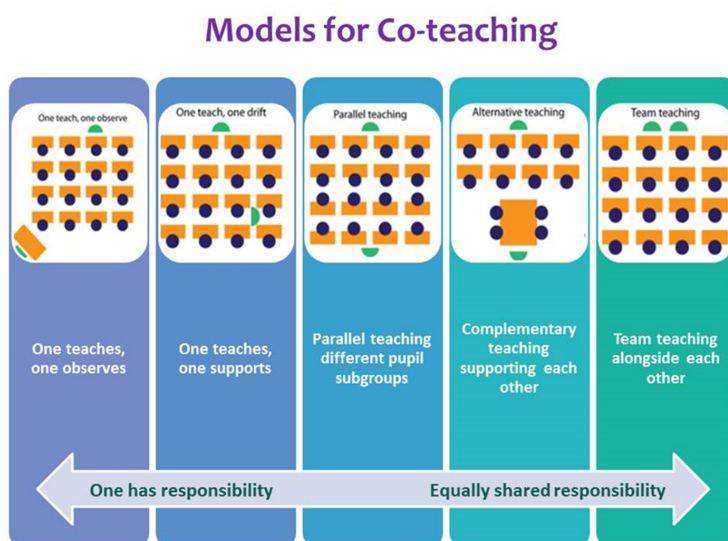 Models for Co-teaching
One teach, one observe
One teach, one drift
Parallel teaching
Alternative teaching
Team teaching
One teaches,
one observes
One teaches,
one supports
Parallel teaching
different pupil
subgroups
Complementary
teaching
supporting each
other
Team teaching
alongside each
other
One has responsibility
Equally shared responsibility